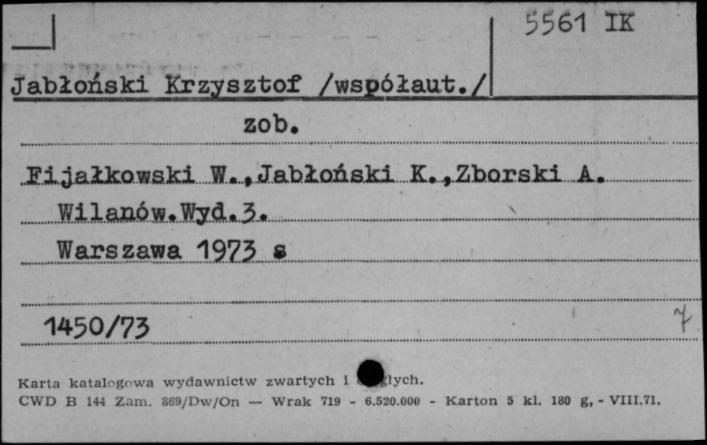 5561 IK
Jabłoński Krzysztof /współaut./
zob.
Fijałkowski W.,Jabłoński K.,Zborski A.
Wilanów.Wyd.3.
Warszawa 1973 s
1450/73
Karta katalogowa wydawnictw zwartych i
CWD B 144 Zam. 869/Dw/On — Wrak 719 - 6.520.000 - Karton 5 kl. 180 g, - VIII.71.